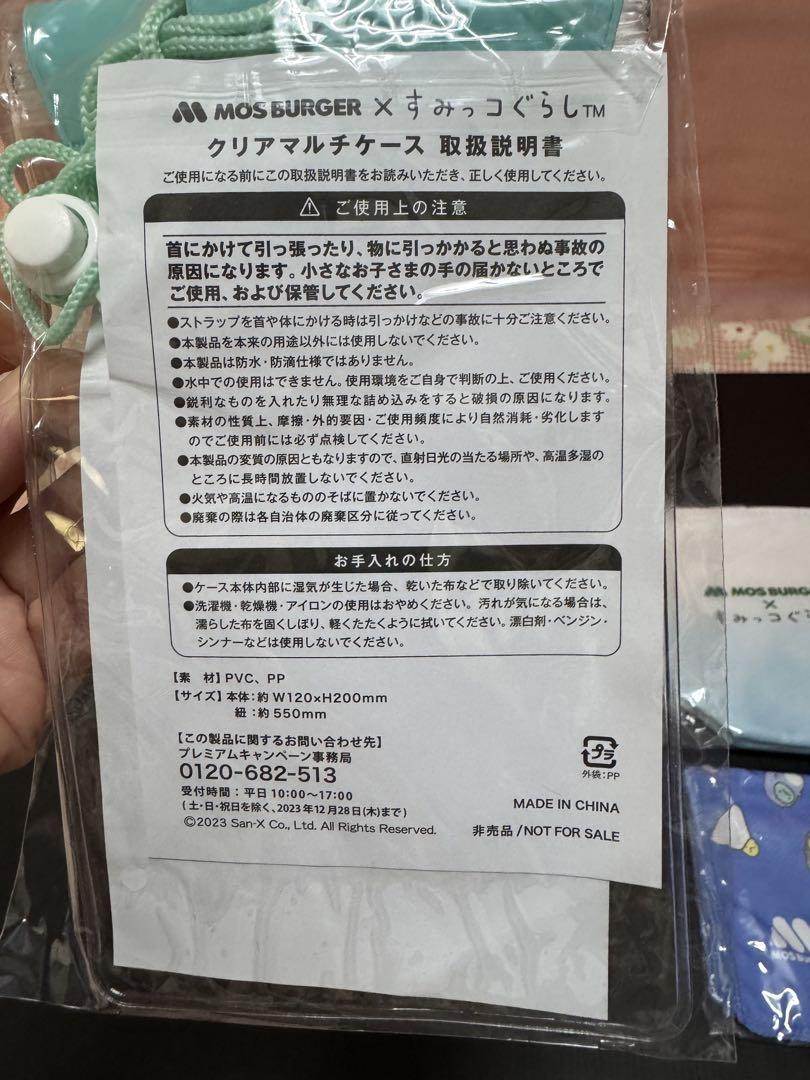 MOS BURGER × すみっコぐらし™
クリアマルチケース 取扱説明書
ご使用になる前にこの取扱説明書をお読みいただき、正しく使用してください。
⚠ ご使用上の注意
首にかけて引っ張ったり、物に引っかかると思わぬ事故の
原因になります。小さなお子さまの手の届かないところで
ご使用、および保管してください。
●ストラップを首や体にかける時は引っかけなどの事故に十分ご注意ください。
●本製品を本来の用途以外には使用しないでください。
●本製品は防水・防滴仕様ではありません。
●水中での使用はできません。使用環境をご自身で判断の上、ご使用ください。
●鋭利なものを入れたり無理な詰め込みをすると破損の原因になります。
●素材の性質上、摩擦・外的要因・ご使用頻度により自然消耗・劣化します
のでご使用前には必ず点検してください。
●本製品の変質の原因ともなりますので、直射日光の当たる場所や、高温多湿の
ところに長時間放置しないでください。
●火気や高温になるもののそばに置かないでください。
●廃棄の際は各自治体の廃棄区分に従ってください。
お手入れの仕方
●ケース本体内部に湿気が生じた場合、乾いた布などで取り除いてください。
●洗濯機・乾燥機・アイロンの使用はおやめください。汚れが気になる場合は、
濡らした布を固くしぼり、軽くたたくように拭いてください。漂白剤・ベンジン・
シンナーなどは使用しないでください。
【素 材】PVC、PP
【サイズ】本体:約 W120×H200mm
紐:約 550mm
【この製品に関するお問い合わせ先】
プレミアムキャンペーン事務局
0120-682-513
受付時間:平日 10:00〜17:00
(土・日・祝日を除く、2023年12月28日(木)まで)
©2023 San-X Co., Ltd. All Rights Reserved.
プラ
外袋:PP
MADE IN CHINA
非売品/NOT FOR SALE
MOS BURG
×
すみっコぐ
MOS